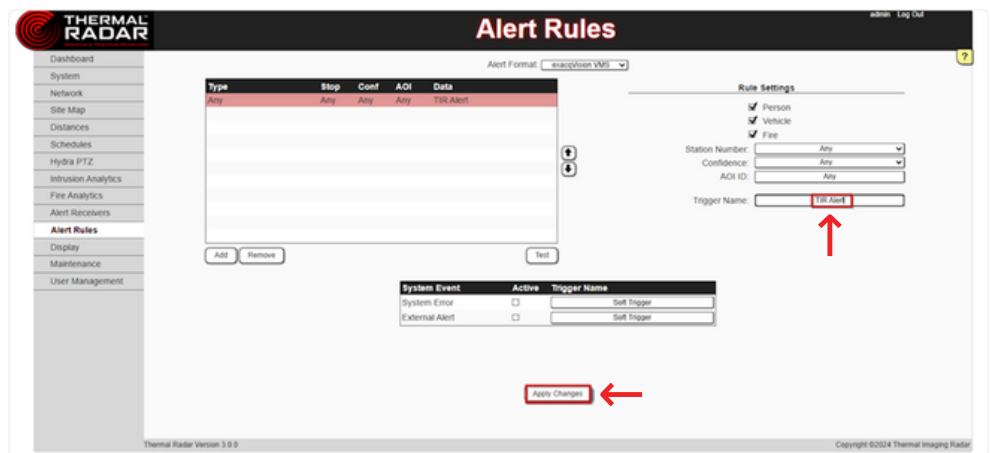 THERMAL
RADAR
Alert Rules
admin Log Out
?
Dashboard
System
Network
Site Map
Distances
Schedules
Hydra PTZ
Intrusion Analytics
Fire Analytics
Alert Receivers
Alert Rules
Display
Maintenance
User Management
Alert Format: exacqVision VMS
Type Stop Conf AOI Data
Any Any Any Any TIR Alert
Add Remove Test
Rule Settings
Person
Vehicle
Fire
Station Number: Any
Confidence: Any
AOI ID: Any
Trigger Name: TIR Alert
System Event Active Trigger Name
System Error Soft Trigger
External Alert Soft Trigger
Apply Changes
Thermal Radar Version 3.0.0
Copyright ©2024 Thermal Imaging Radar